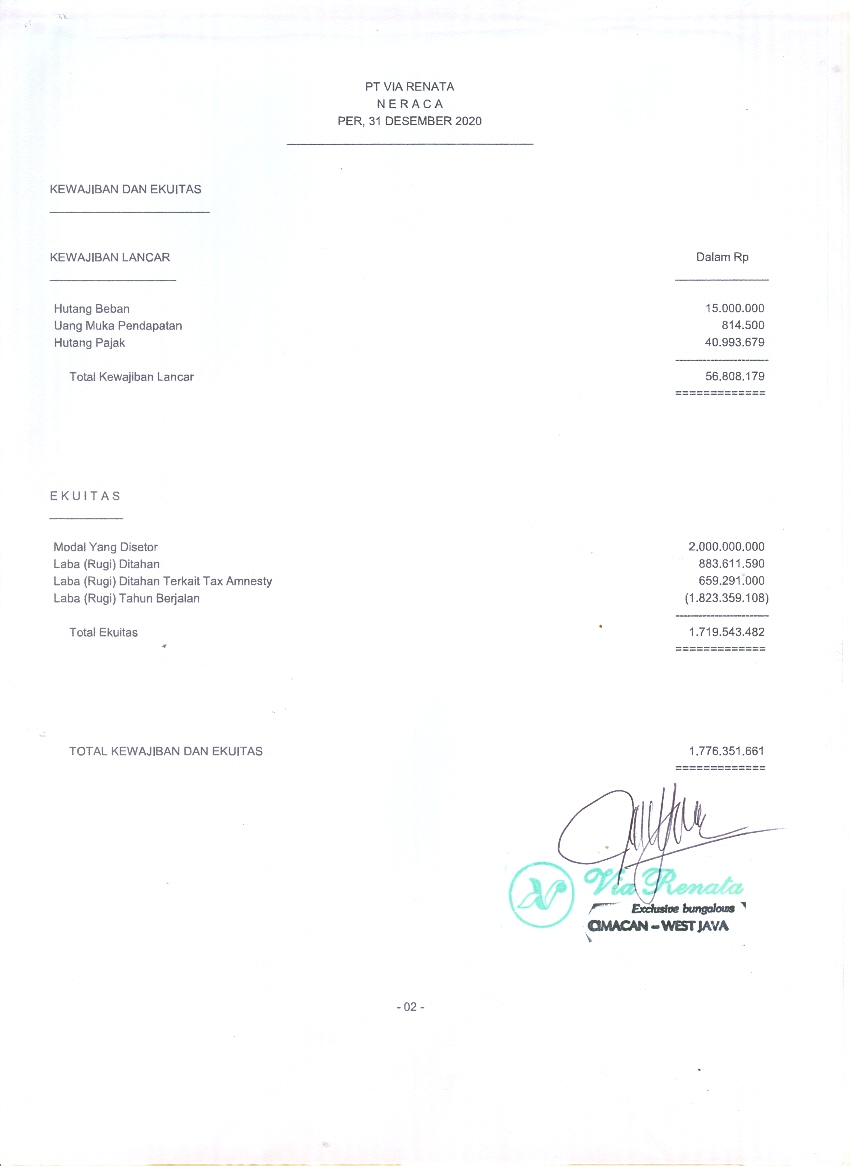 PT VIA RENATA
N E R A C A
PER, 31 DESEMBER 2020
KEWAJIBAN DAN EKUITAS
KEWAJIBAN LANCAR Dalam Rp
Hutang Beban 15.000.000
Uang Muka Pendapatan 814.500
Hutang Pajak 40.993.679
Total Kewajiban Lancar 56.808.179
E K U I T A S
Modal Yang Disetor 2.000.000.000
Laba (Rugi) Ditahan 883.611.590
Laba (Rugi) Ditahan Terkait Tax Amnesty 659.291.000
Laba (Rugi) Tahun Berjalan (1.823.359.108)
Total Ekuitas 1.719.543.482
TOTAL KEWAJIBAN DAN EKUITAS 1.776.351.661
Via Renata
Exclusive bungalows
CIMACAN - WEST JAVA
- 02 -